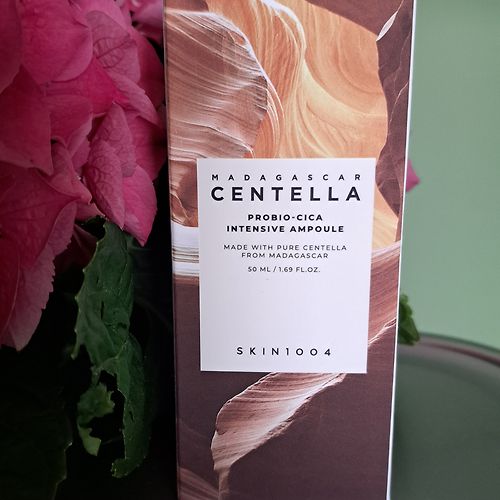 MADAGASCAR
CENTELLA
PROBIO-CICA
INTENSIVE AMPOULE
MADE WITH PURE CENTELLA
FROM MADAGASCAR
50 ML / 1.69 FL.OZ.
SKIN1004